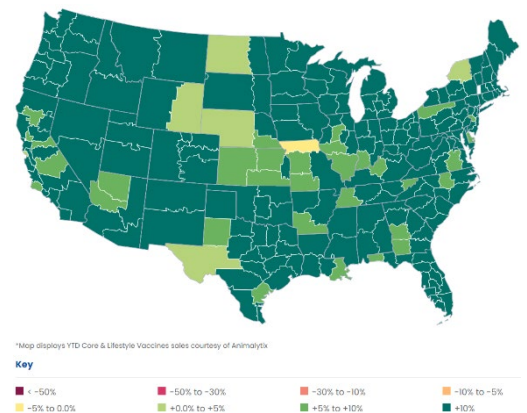 *Map displays YTD Core & Lifestyle Vaccines sales courtesy of Animalytix
Key
< -50%
-50% to -30%
-30% to -10%
-10% to -5%
-5% to 0.0%
+0.0% to +5%
+5% to +10%
+10%